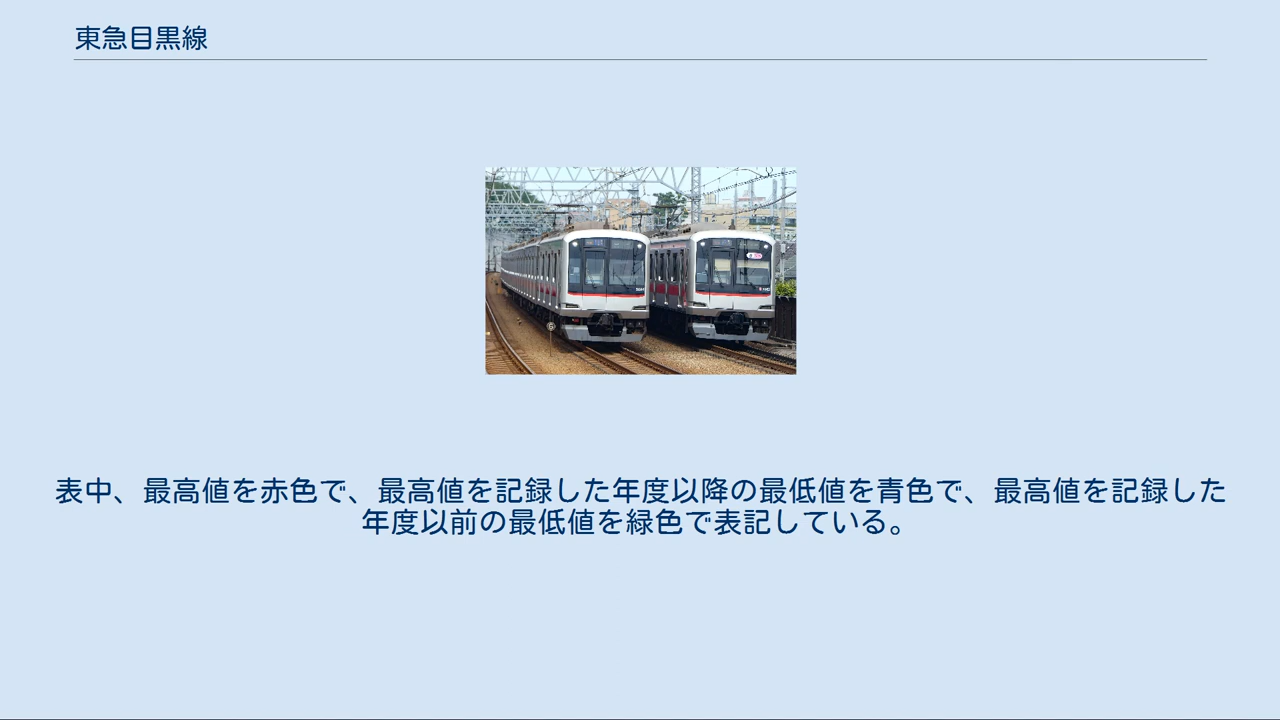 東急目黒線
表中、最高値を赤色で、最高値を記録した年度以降の最低値を青色で、最高値を記録した
年度以前の最低値を緑色で表記している。